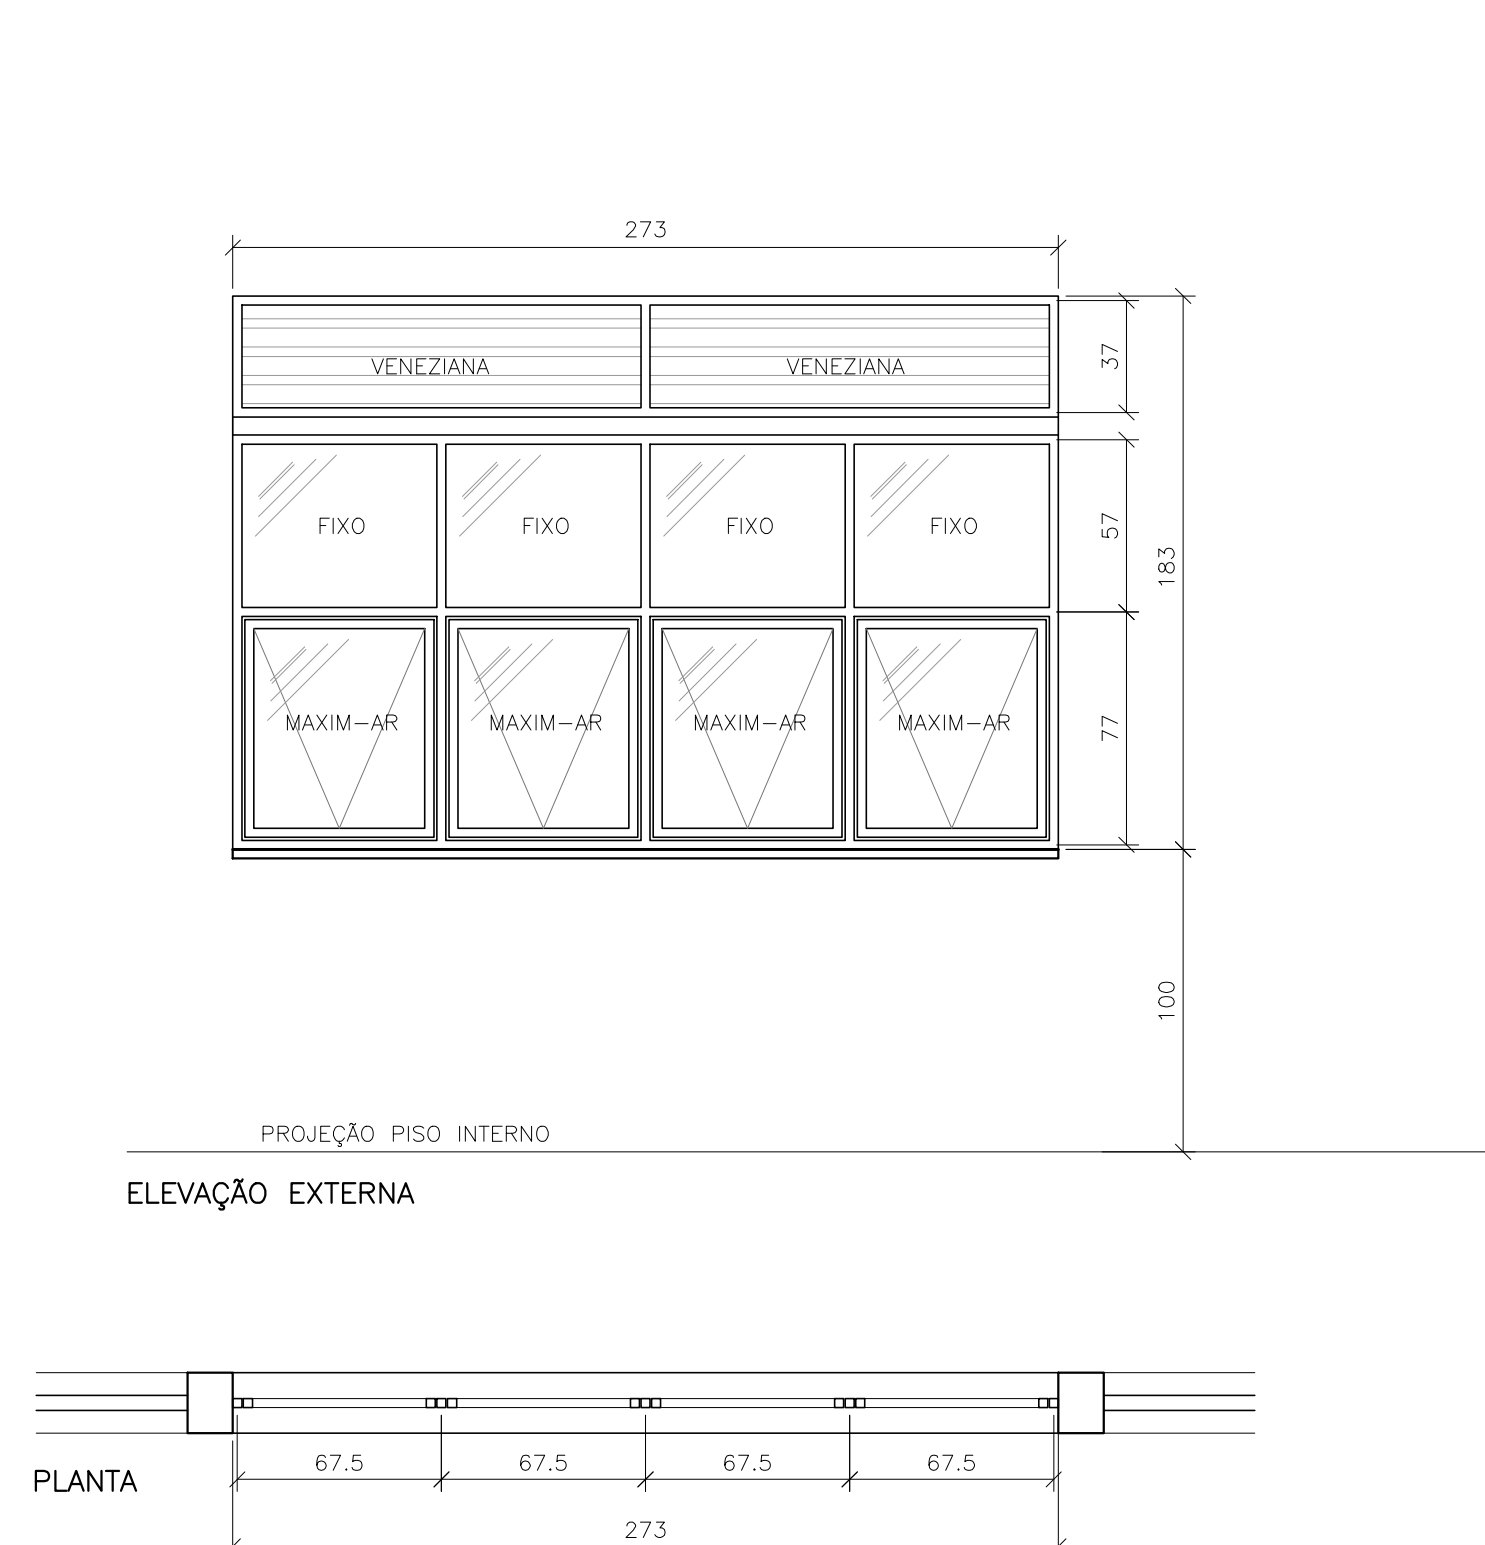 273
VENEZIANA VENEZIANA
37
FIXO FIXO FIXO FIXO
57
183
MAXIM-AR MAXIM-AR MAXIM-AR MAXIM-AR
77
100
PROJEÇÃO PISO INTERNO
ELEVAÇÃO EXTERNA
67.5 67.5 67.5 67.5
PLANTA
273